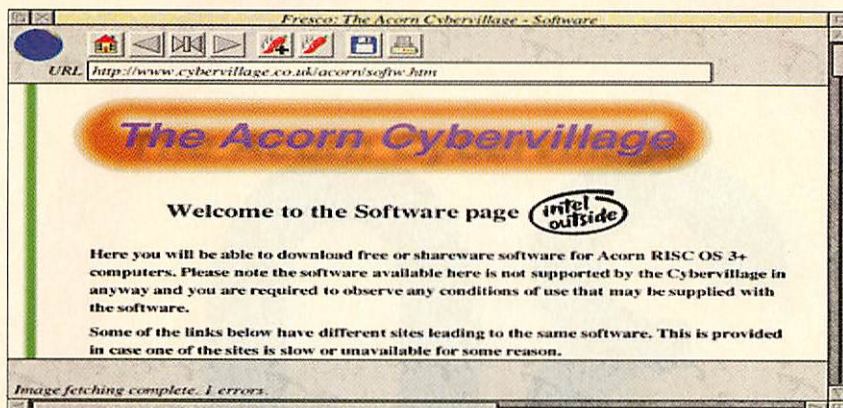 Fresco: The Acorn Cybervillage - Software
URL http://www.cybervillage.co.uk/acorn/softw.htm
The Acorn Cybervillage
Welcome to the Software page intel outside
Here you will be able to download free or shareware software for Acorn RISC OS 3+
computers. Please note the software available here is not supported by the Cybervillage in
anyway and you are required to observe any conditions of use that may be supplied with
the software.
Some of the links below have different sites leading to the same software. This is provided
in case one of the sites is slow or unavailable for some reason.
Image fetching complete. 1 errors.